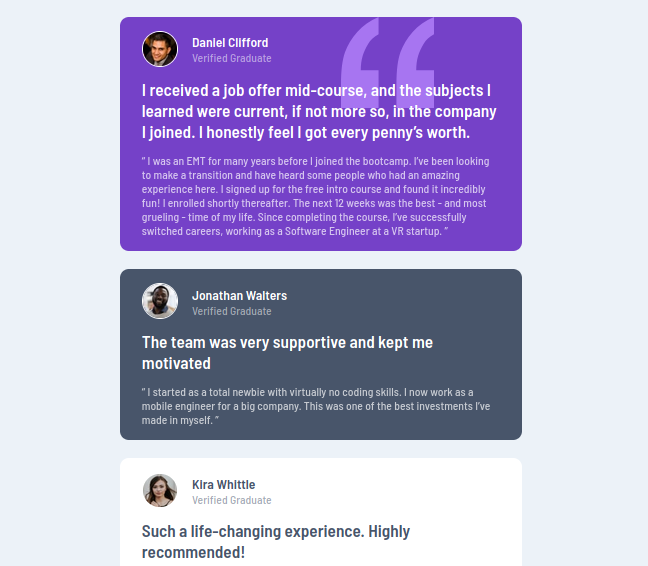 Daniel Clifford
Verified Graduate
I received a job offer mid-course, and the subjects I
learned were current, if not more so, in the company
I joined. I honestly feel I got every penny’s worth.
“ I was an EMT for many years before I joined the bootcamp. I’ve been looking
to make a transition and have heard some people who had an amazing
experience here. I signed up for the free intro course and found it incredibly
fun! I enrolled shortly thereafter. The next 12 weeks was the best - and most
grueling - time of my life. Since completing the course, I’ve successfully
switched careers, working as a Software Engineer at a VR startup. ”
Jonathan Walters
Verified Graduate
The team was very supportive and kept me
motivated
“ I started as a total newbie with virtually no coding skills. I now work as a
mobile engineer for a big company. This was one of the best investments I’ve
made in myself. ”
Kira Whittle
Verified Graduate
Such a life-changing experience. Highly
recommended!